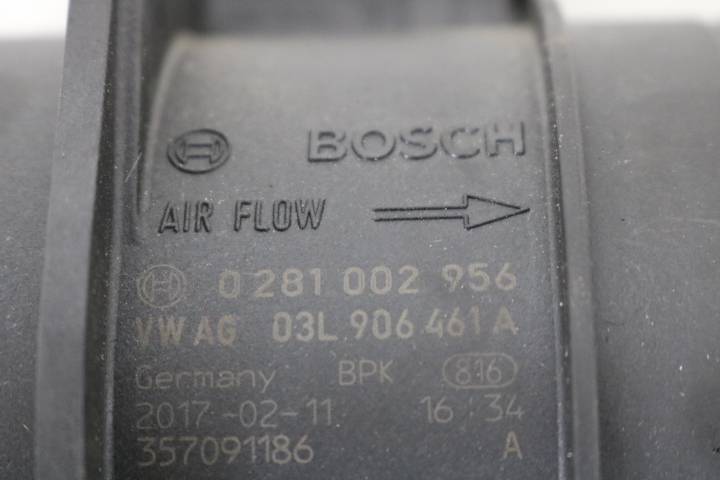 BOSCH
AIR FLOW
0 281 002 956
VW AG 03L 906 461 A
Germany BPK 816
2017-02-11 16:34
357091186 A